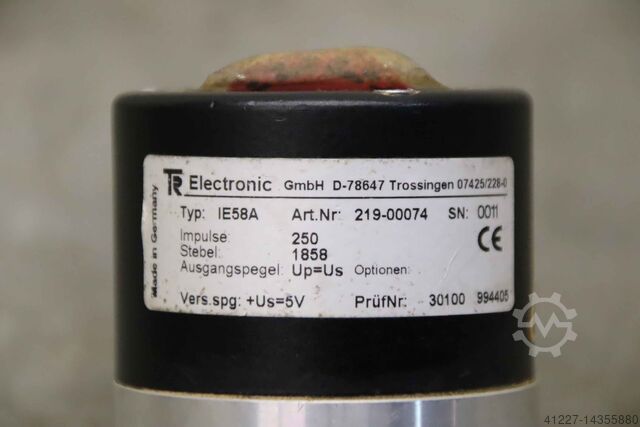 TR Electronic GmbH D-78647 Trossingen 07425/228-0
Made in Germany
Typ: IE58A Art.Nr: 219-00074 SN: 0011
Impulse: 250
Stebel: 1858
Ausgangspegel: Up=Us Optionen:
CE
Vers.spg: +Us=5V PrüfNr: 30100 994405
41227-14355880